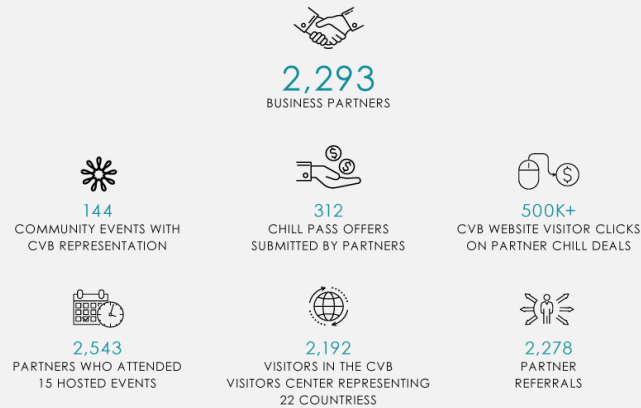 2,293
BUSINESS PARTNERS
144
COMMUNITY EVENTS WITH
CVB REPRESENTATION
$
$
312
CHILL PASS OFFERS
SUBMITTED BY PARTNERS
$
500K+
CVB WEBSITE VISITOR CLICKS
ON PARTNER CHILL DEALS
2,543
PARTNERS WHO ATTENDED
15 HOSTED EVENTS
2,192
VISITORS IN THE CVB
VISITORS CENTER REPRESENTING
22 COUNTRIESS
2,278
PARTNER
REFERRALS